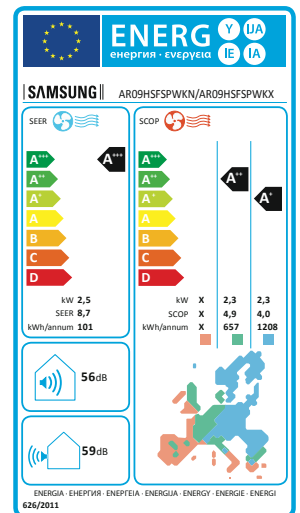 ENERG Y IJA
енергия · ενεργεια IE IA
SAMSUNG AR09HSFSPWKN/AR09HSFSPWKX
SEER SCOP
A+++ A+++ A+++
A++ A++ A++
A+ A+ A+
A A
B B
C C
D D
kW 2,5 kW X 2,3 2,3
SEER 8,7 SCOP X 4,9 4,0
kWh/annum 101 kWh/annum X 657 1208
56dB
59dB
ENERGIA · ЕНЕРГИЯ · ΕΝΕΡΓΕΙΑ · ENERGIJA · ENERGY · ENERGIE · ENERGI
626/2011